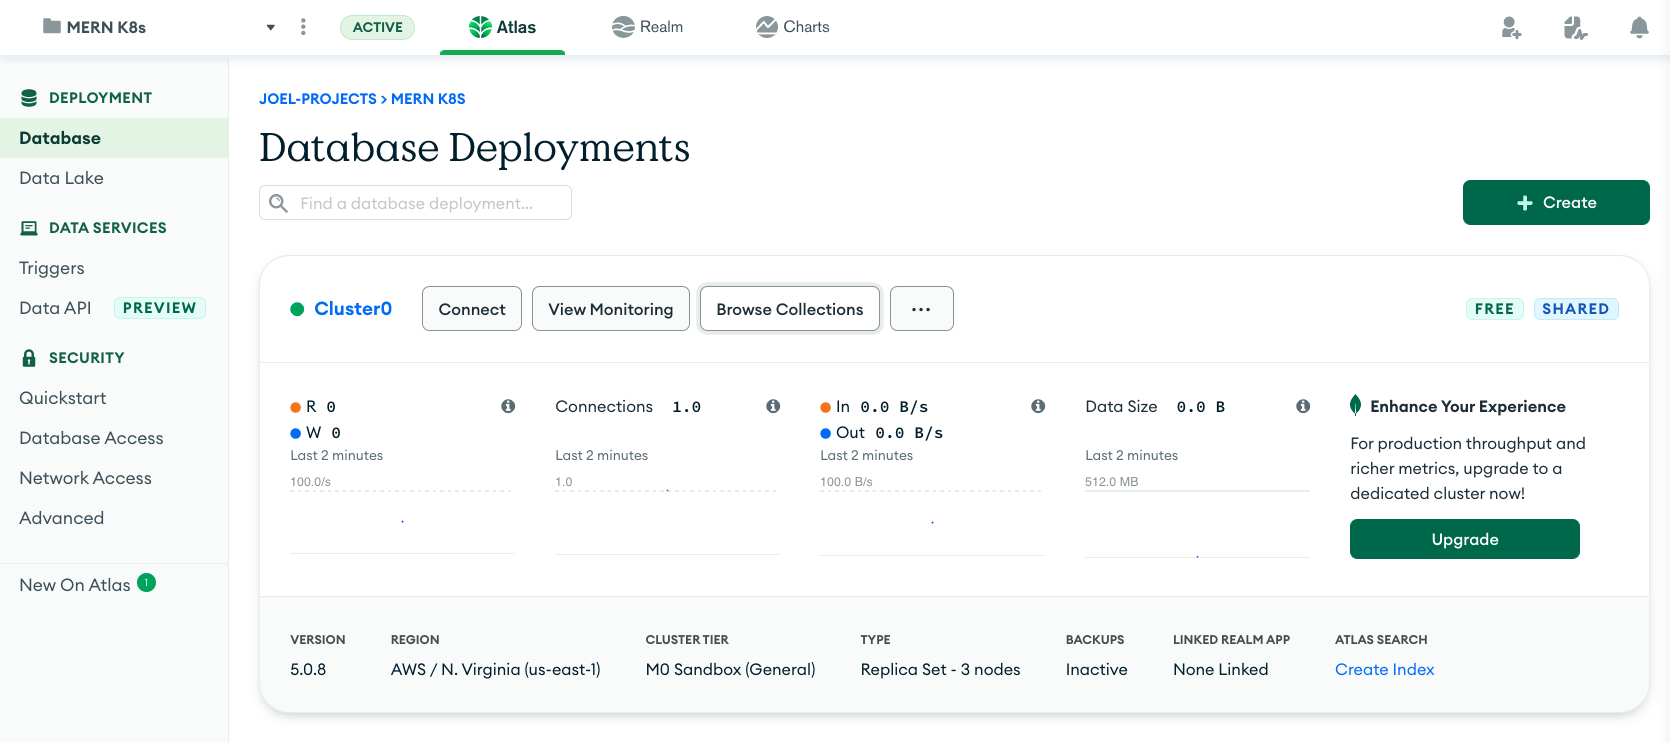 MERN K8s
ACTIVE
Atlas
Realm
Charts
DEPLOYMENT
Database
Data Lake
DATA SERVICES
Triggers
Data API PREVIEW
SECURITY
Quickstart
Database Access
Network Access
Advanced
New On Atlas 1
JOEL-PROJECTS > MERN K8S
Database Deployments
Find a database deployment...
+ Create
Cluster0
Connect
View Monitoring
Browse Collections
...
FREE
SHARED
R 0
W 0
Last 2 minutes
100.0/s
Connections 1.0
Last 2 minutes
1.0
In 0.0 B/s
Out 0.0 B/s
Last 2 minutes
100.0 B/s
Data Size 0.0 B
Last 2 minutes
512.0 MB
Enhance Your Experience
For production throughput and
richer metrics, upgrade to a
dedicated cluster now!
Upgrade
VERSION
5.0.8
REGION
AWS / N. Virginia (us-east-1)
CLUSTER TIER
M0 Sandbox (General)
TYPE
Replica Set - 3 nodes
BACKUPS
Inactive
LINKED REALM APP
None Linked
ATLAS SEARCH
Create Index